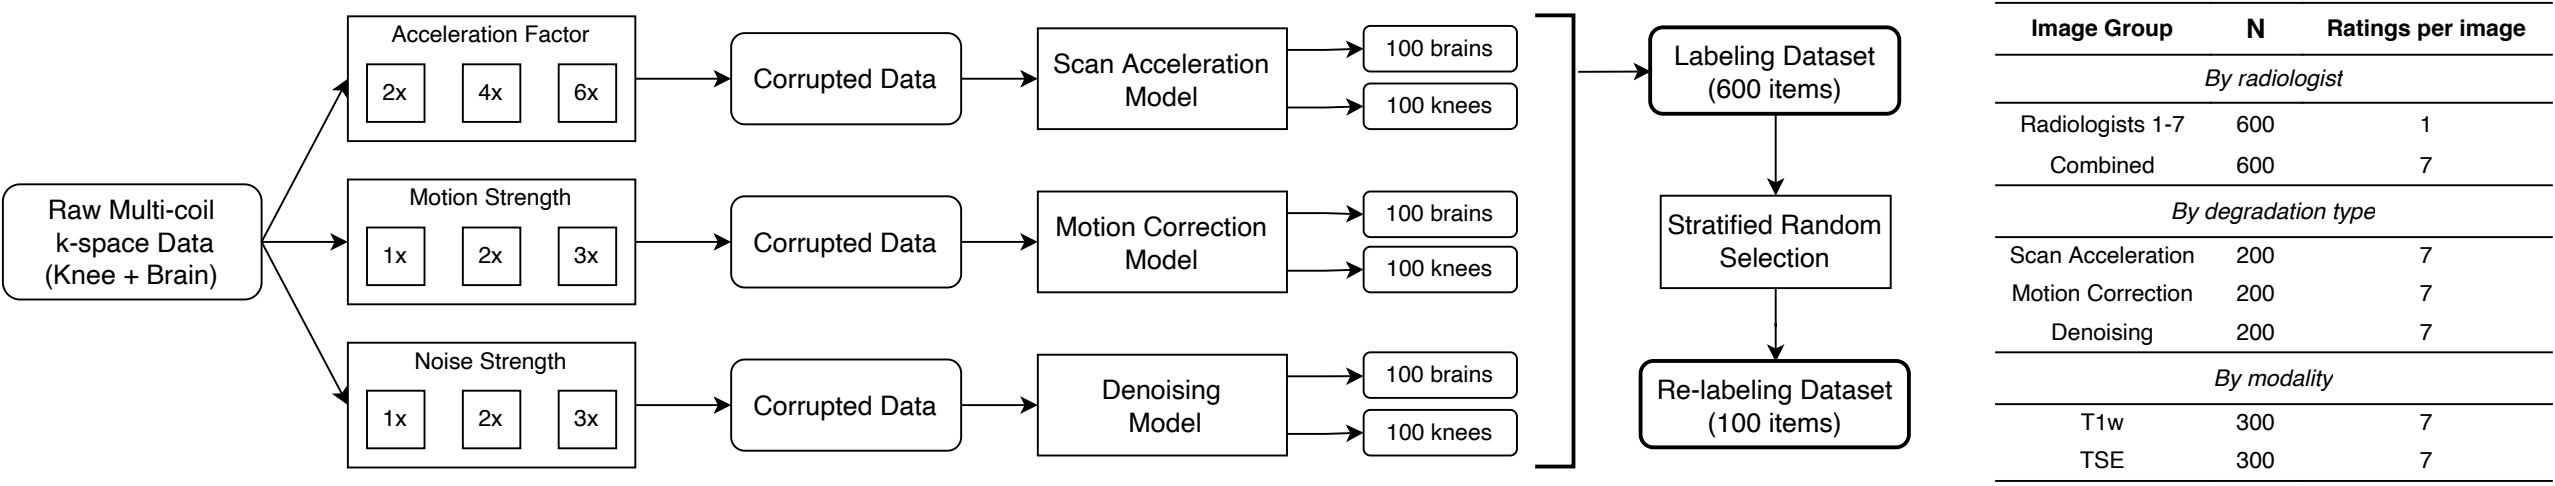 Raw Multi-coil
k-space Data
(Knee + Brain)
Acceleration Factor
2x 4x 6x
Corrupted Data
Scan Acceleration
Model
100 brains
100 knees
Motion Strength
1x 2x 3x
Corrupted Data
Motion Correction
Model
100 brains
100 knees
Noise Strength
1x 2x 3x
Corrupted Data
Denoising
Model
100 brains
100 knees
Labeling Dataset
(600 items)
Stratified Random
Selection
Re-labeling Dataset
(100 items)
Image Group N Ratings per image
By radiologist
Radiologists 1-7 600 1
Combined 600 7
By degradation type
Scan Acceleration 200 7
Motion Correction 200 7
Denoising 200 7
By modality
T1w 300 7
TSE 300 7